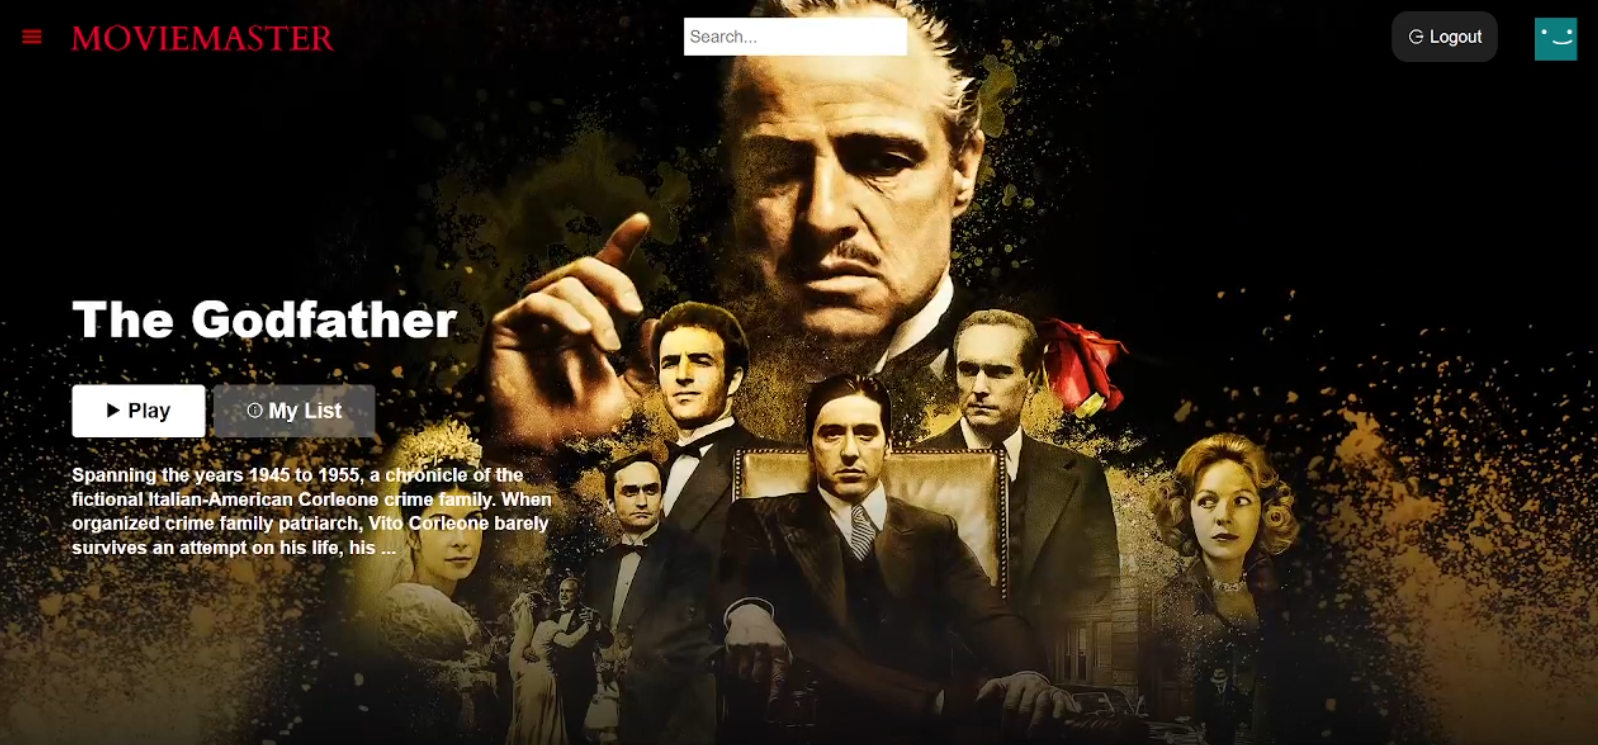 MOVIEMASTER
Search...
Logout
The Godfather
Play
My List
Spanning the years 1945 to 1955, a chronicle of the
fictional Italian-American Corleone crime family. When
organized crime family patriarch, Vito Corleone barely
survives an attempt on his life, his ...